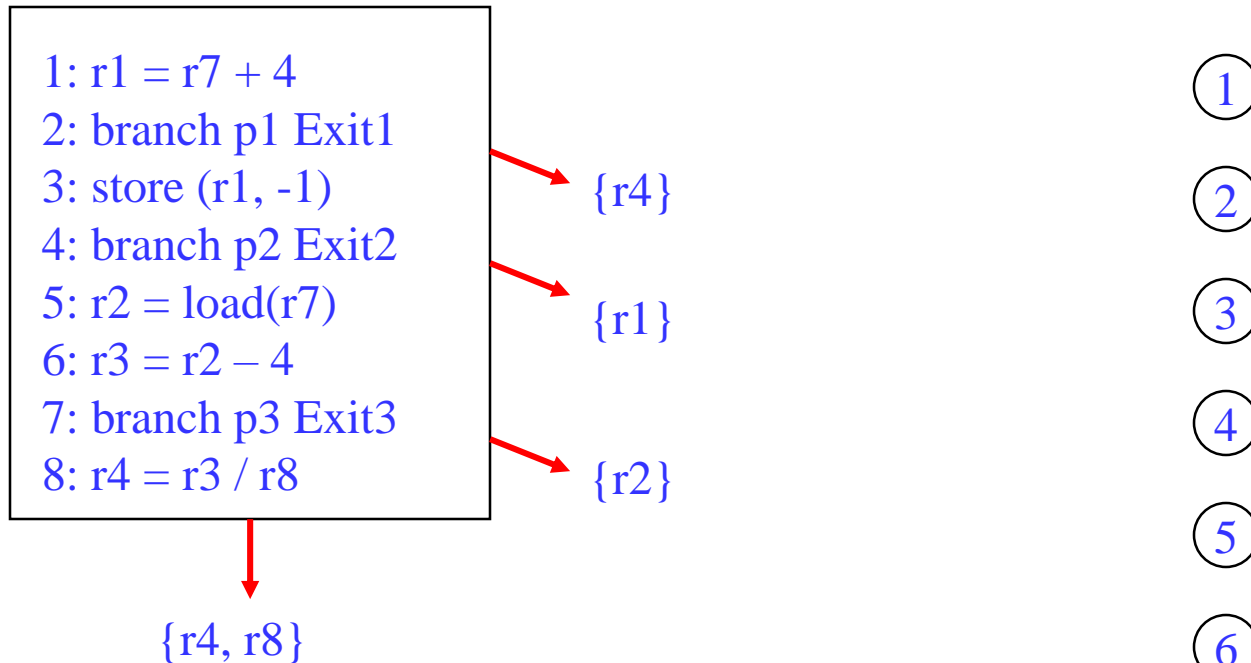 1: r1 = r7 + 4
2: branch p1 Exit1
3: store (r1, -1)
4: branch p2 Exit2
5: r2 = load(r7)
6: r3 = r2 – 4
7: branch p3 Exit3
8: r4 = r3 / r8
{r4}
{r1}
{r2}
{r4, r8}
1
2
3
4
5
6